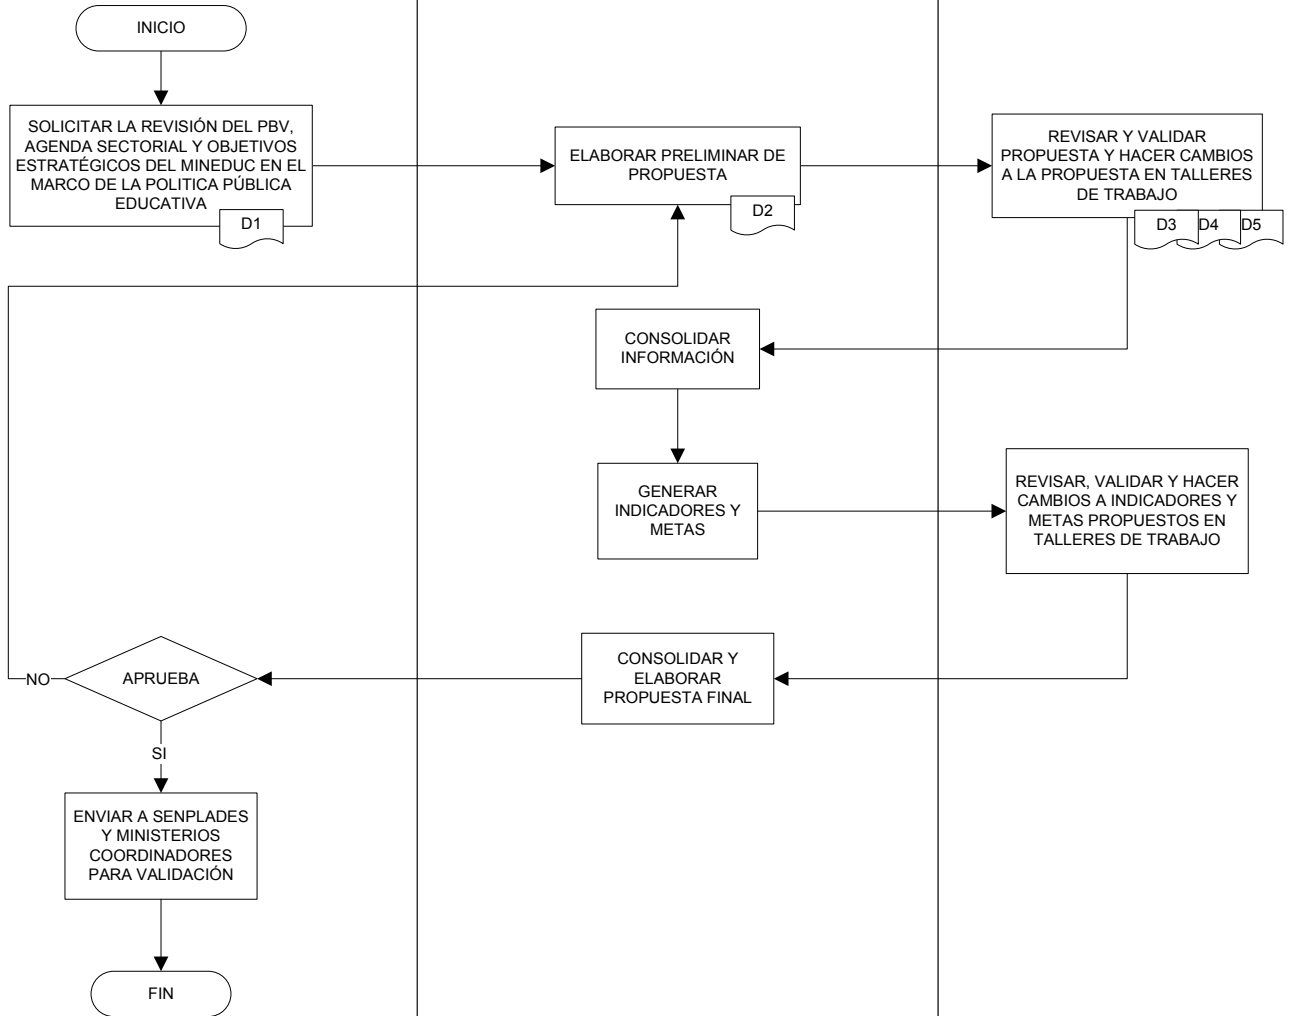 INICIO
SOLICITAR LA REVISIÓN DEL PBV,
AGENDA SECTORIAL Y OBJETIVOS
ESTRATÉGICOS DEL MINEDUC EN EL
MARCO DE LA POLITICA PÚBLICA
EDUCATIVA
D1
ELABORAR PRELIMINAR DE
PROPUESTA
D2
REVISAR Y VALIDAR
PROPUESTA Y HACER CAMBIOS
A LA PROPUESTA EN TALLERES
DE TRABAJO
D3 D4 D5
CONSOLIDAR
INFORMACIÓN
GENERAR
INDICADORES Y
METAS
REVISAR, VALIDAR Y HACER
CAMBIOS A INDICADORES Y
METAS PROPUESTOS EN
TALLERES DE TRABAJO
CONSOLIDAR Y
ELABORAR
PROPUESTA FINAL
APRUEBA
NO
SI
ENVIAR A SENPLADES
Y MINISTERIOS
COORDINADORES
PARA VALIDACIÓN
FIN